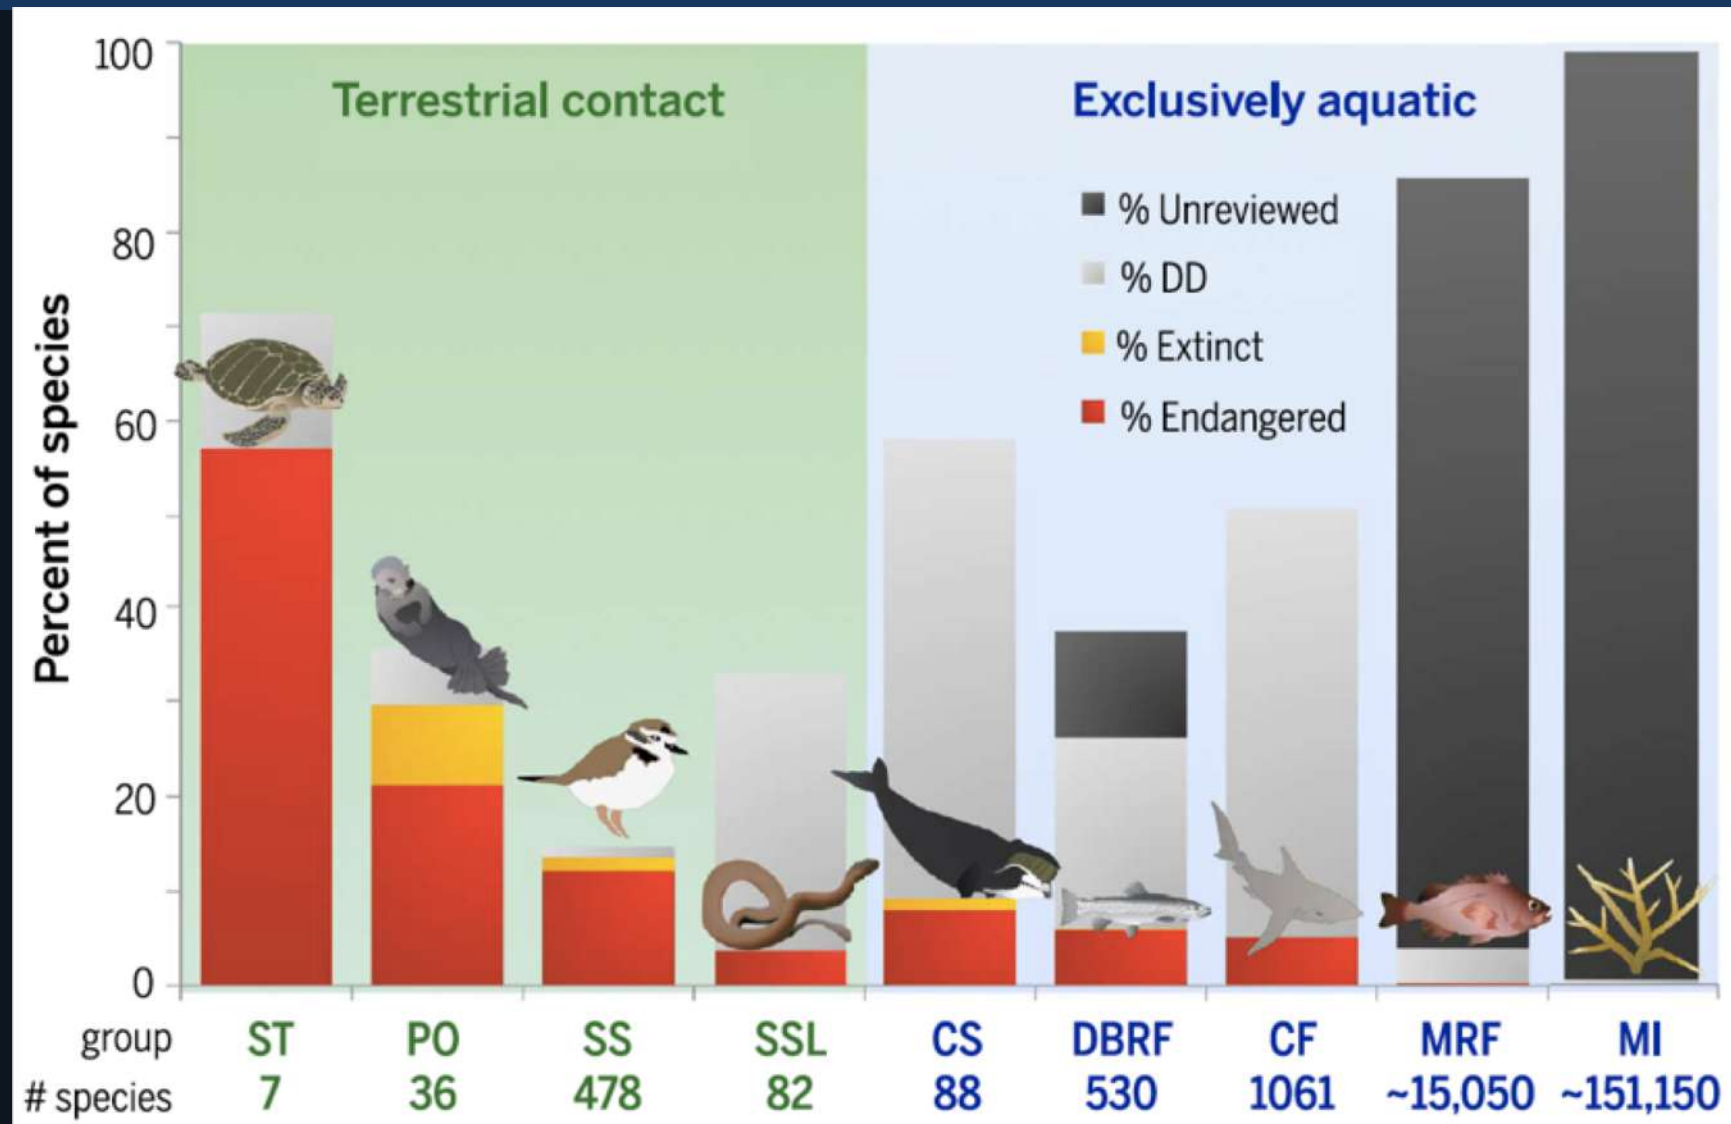 Percent of species
100
80
60
40
20
0
Terrestrial contact
Exclusively aquatic
% Unreviewed
% DD
% Extinct
% Endangered
group ST PO SS SSL CS DBRF CF MRF MI
# species 7 36 478 82 88 530 1061 ~15,050 ~151,150